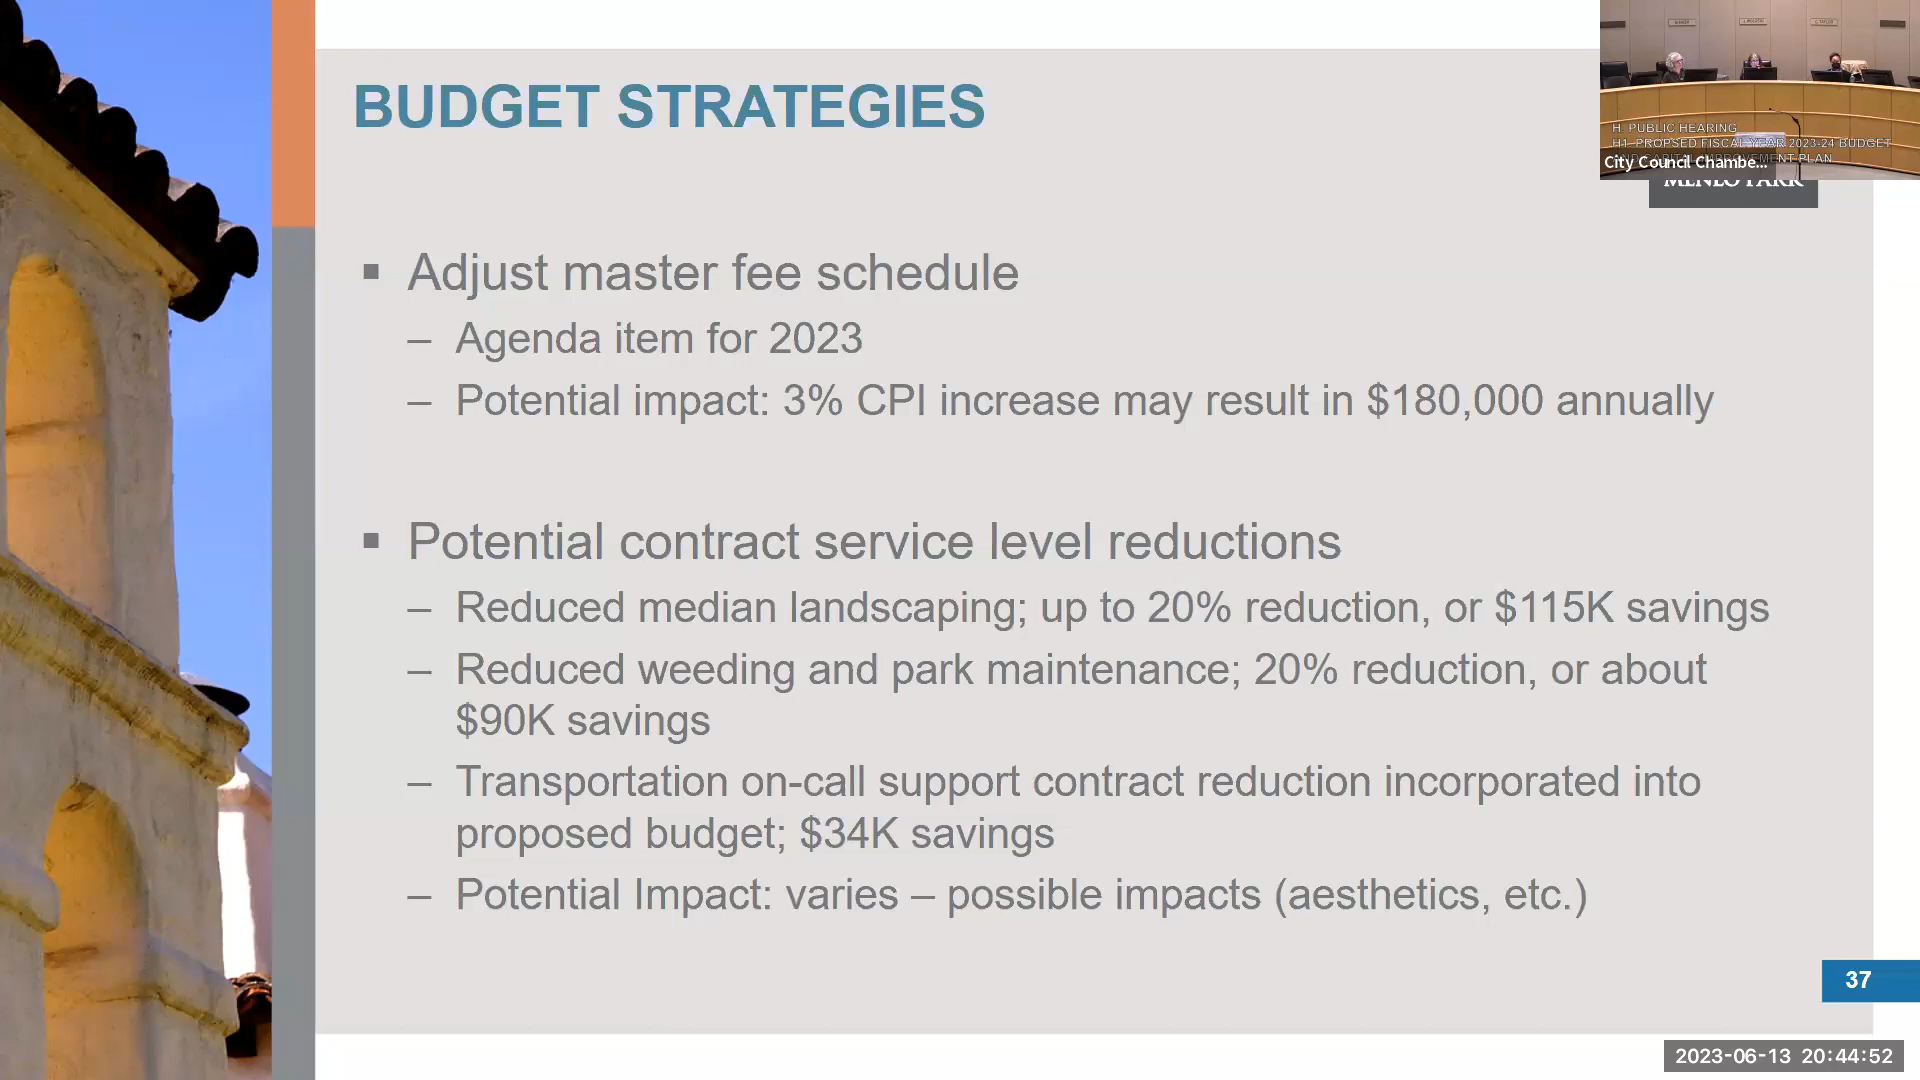 BUDGET STRATEGIES
H. PUBLIC HEARING
H1. PROPSED FISCAL YEAR 2023-24 BUDGET
City Council Chambe...
MENT PLAN
MENLO PARK
▪ Adjust master fee schedule
– Agenda item for 2023
– Potential impact: 3% CPI increase may result in $180,000 annually
▪ Potential contract service level reductions
– Reduced median landscaping; up to 20% reduction, or $115K savings
– Reduced weeding and park maintenance; 20% reduction, or about
$90K savings
– Transportation on-call support contract reduction incorporated into
proposed budget; $34K savings
– Potential Impact: varies – possible impacts (aesthetics, etc.)
37
2023-06-13 20:44:52